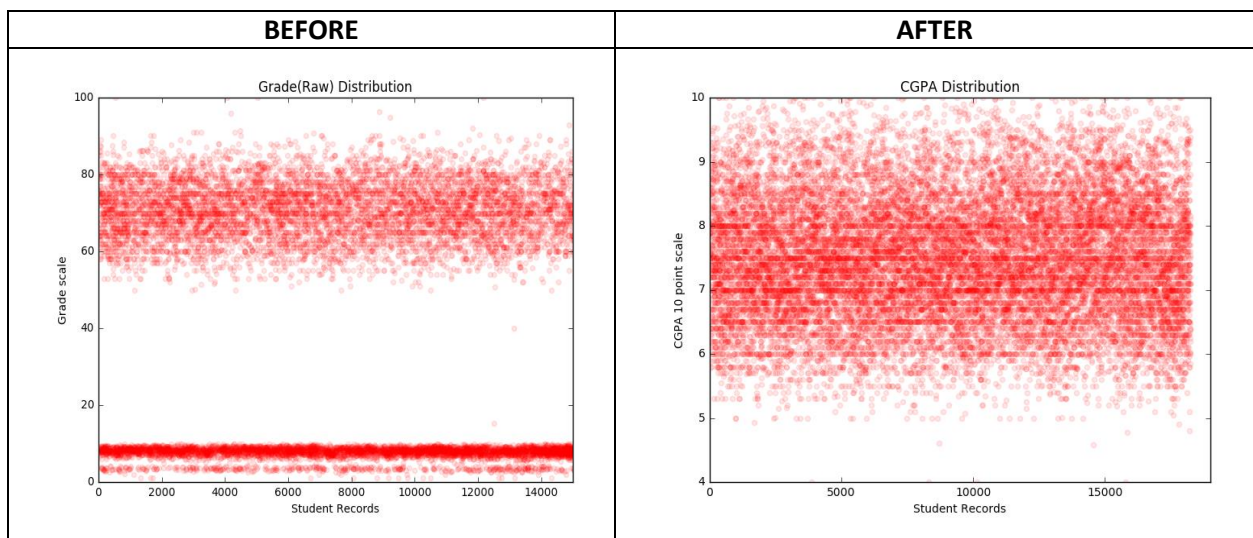 BEFORE
AFTER
Grade(Raw) Distribution
100
80
60
40
20
0
Grade scale
0 2000 4000 6000 8000 10000 12000 14000
Student Records
CGPA Distribution
10
9
8
7
6
5
4
CGPA 10 point scale
0 5000 10000 15000
Student Records